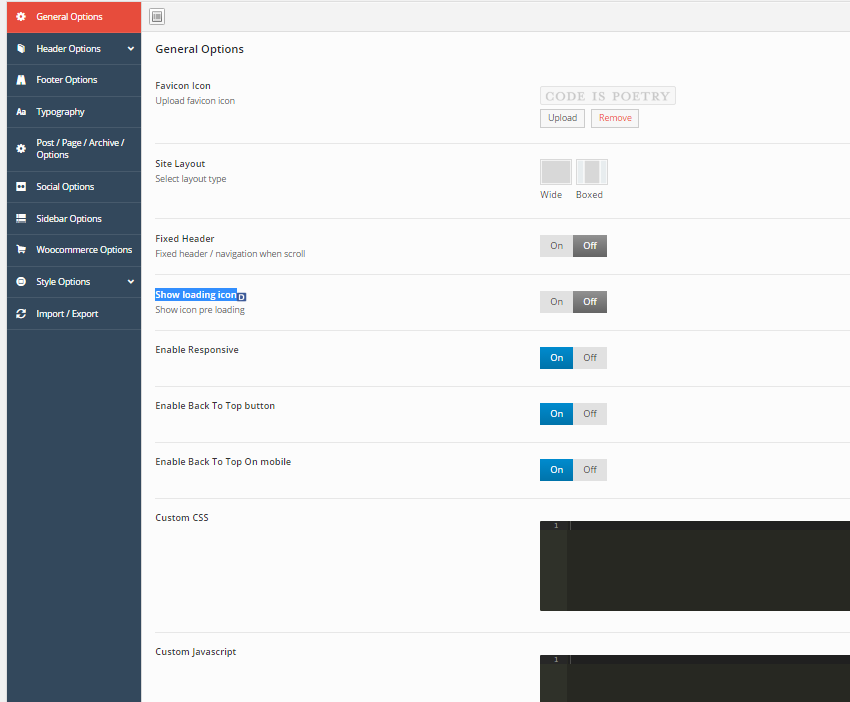 General Options
Header Options
Footer Options
Aa Typography
Post / Page / Archive /
Options
Social Options
Sidebar Options
Woocommerce Options
Style Options
Import / Export
General Options
Favicon Icon
Upload favicon icon
CODE IS POETRY
Upload Remove
Site Layout
Select layout type
Wide Boxed
Fixed Header
Fixed header / navigation when scroll
On Off
Show loading icon D
Show icon pre loading
On Off
Enable Responsive
On Off
Enable Back To Top button
On Off
Enable Back To Top On mobile
On Off
Custom CSS
1
Custom Javascript
1